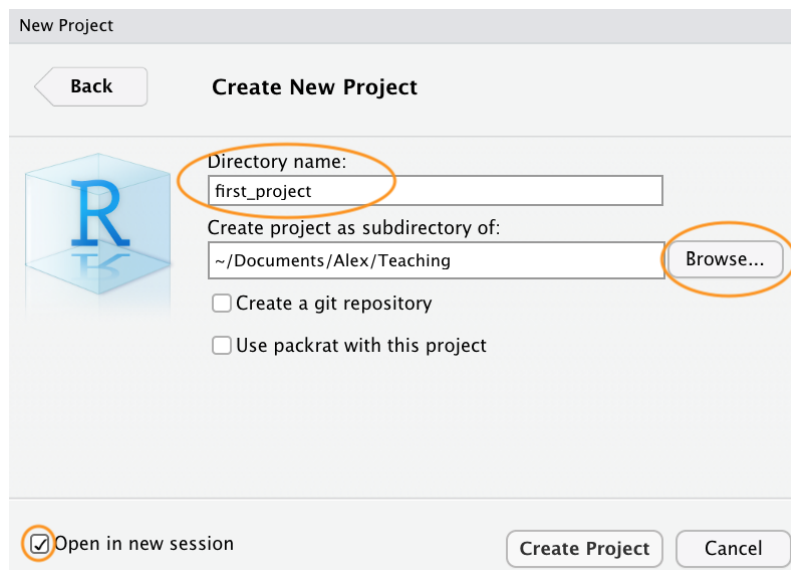 New Project
Back
Create New Project
R
Directory name:
first_project
Create project as subdirectory of:
~/Documents/Alex/Teaching
Browse...
Create a git repository
Use packrat with this project
Open in new session
Create Project
Cancel